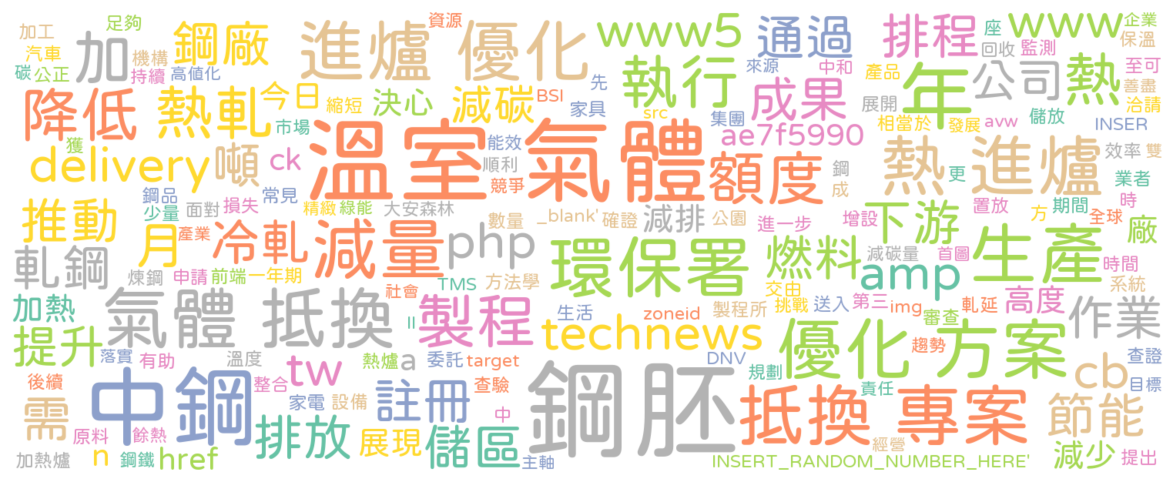 加工 足夠 資源
汽車 鋼廠 加 機構 進爐 優化 www5 通過 排程 www 企業
碳 公正 持續 高值化 先 來源 中和 座 回收 監測 保溫
降低 熱軋 今日 縮短 決心 減碳 BSI 家具 執行 成果 產品 年 公司 熱 至可
獲 市場 能效 src 集團 展開 善盡 洽請
delivery 噸 ck 溫室氣體 順利 ae7f5990 相當於 發展 avw 儲放 INSER
鋼品 常見 競爭 額度 鋼 熱 進爐 效率 雙
推動 少量 面對 損失 精緻 綠能 大安森林 數量 _blank' 確證 減排 公園 成 更 置放 業者
月 產業 冷軋 減量 php 進一步 增設 下游 方 期間 時 全球 廠
軋鋼 煉鋼 申請 前端 一年期 環保署 燃料 減碳量 首圖 生產 時間
加熱 氣體 抵換 社會 TMS 方法學 交由 amp 系統
提升 II 製程 生活 zoneid 製程所 挑戰 送入 第三 img 軋延 高度 作業
落實 有助 溫度 熱爐 a 委託 technews 審查 優化 方案 趨勢 查證
後續 中鋼 tw 整合 target DNV 規劃 責任 cb 目標
需 家電 設備 註冊 查驗 鋼胚 抵換 專案 節能
原料 餘熱 排放 展現 中 儲區 經營
加熱爐 n 鋼鐵 href 主軸 INSERT_RANDOM_NUMBER_HERE' 減少 提出